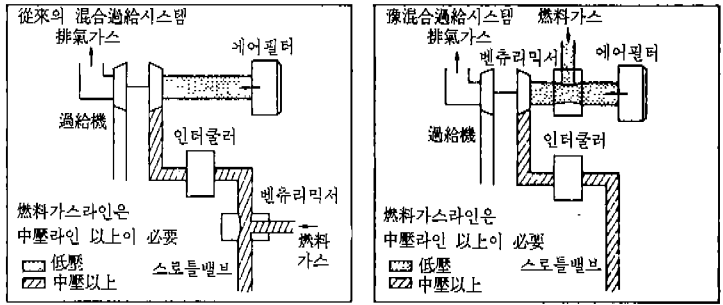 從來의 混合過給시스템
排氣가스
에어필터
過給機
인터쿨러
벤츄리믹서
燃料
가스
燃料가스라인은
中壓라인 以上이 必要
低壓
中壓以上
스로틀밸브
豫混合過給시스템
燃料가스
排氣가스
벤츄리믹서
에어필터
過給機
인터쿨러
燃料가스라인은
中壓라인 以上이 必要
低壓
中壓以上
스로틀밸브